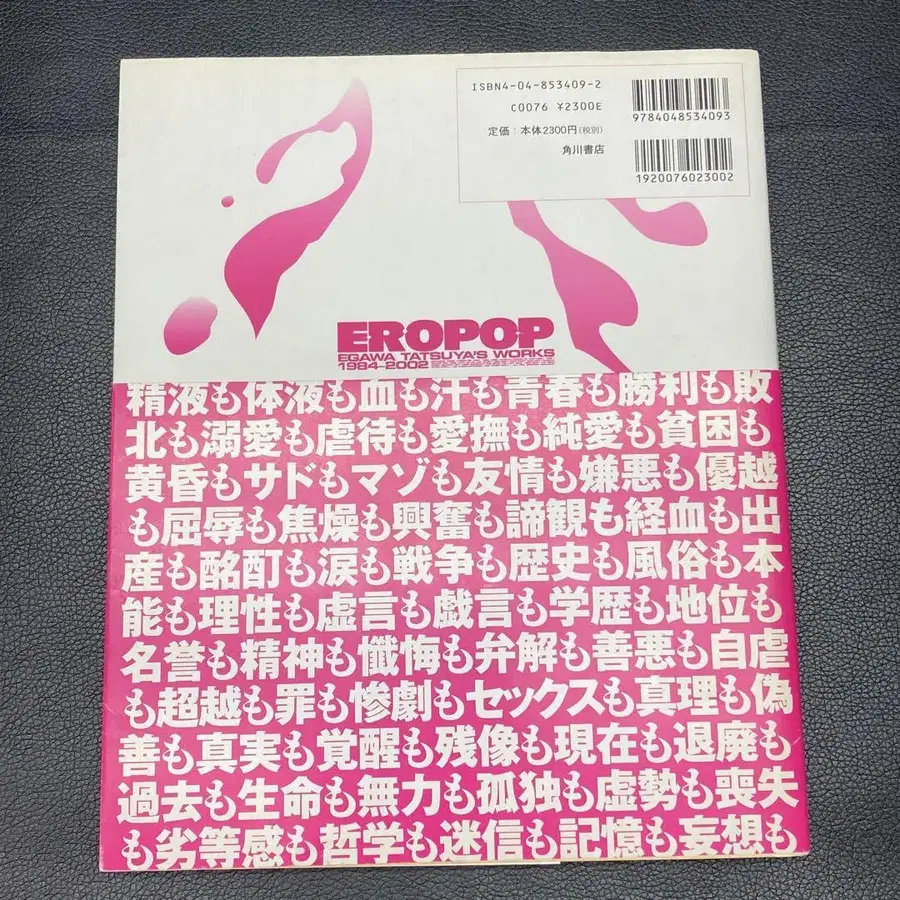 ISBN4-04-853409-2
C0076 ¥2300E
定価：本体2300円(税別)
角川書店
9784048534093
1920076023002
EROPOP
EGAWA TATSUYA'S WORKS
1984-2002
精液も体液も血も汗も青春も勝利も敗
北も溺愛も虐待も愛撫も純愛も貧困も
黄昏もサドもマゾも友情も嫌悪も優越
も屈辱も焦燥も興奮も諦観も経血も出
産も酩酊も涙も戦争も歴史も風俗も本
能も理性も虚言も戯言も学歴も地位も
名誉も精神も懺悔も弁解も善悪も自虐
も超越も罪も惨劇もセックスも真理も偽
善も真実も覚醒も残像も現在も退廃も
過去も生命も無力も孤独も虚勢も喪失
も劣等感も哲学も迷信も記憶も妄想も